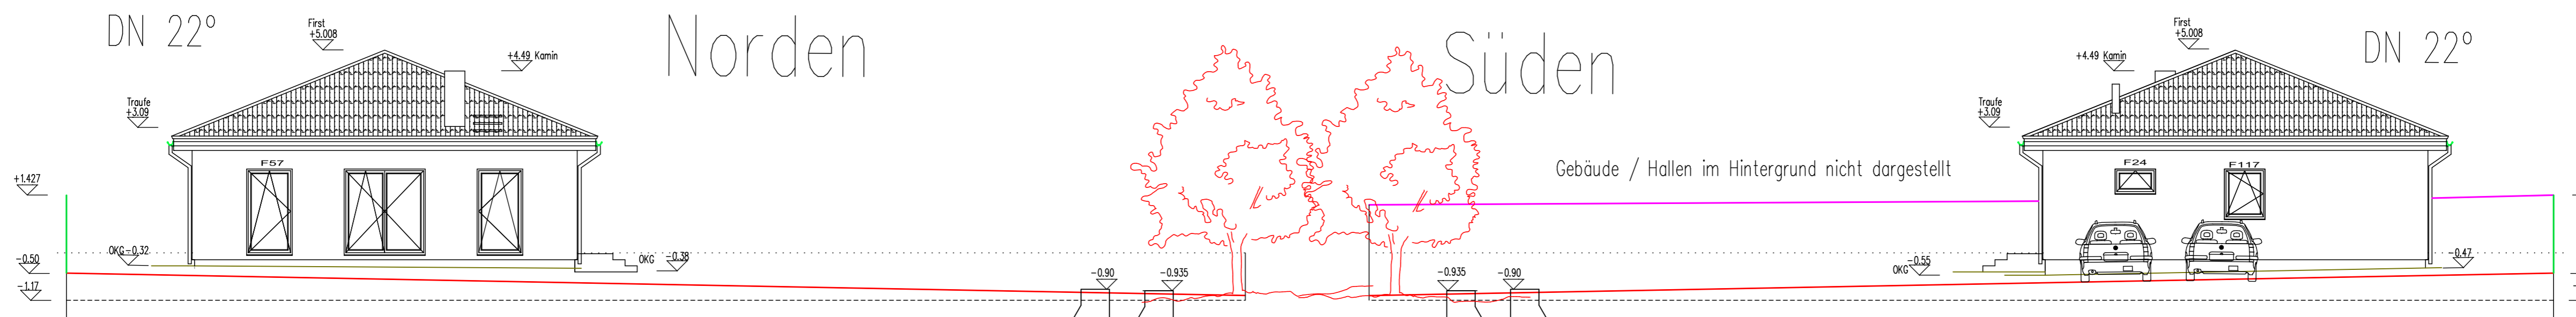 DN 22°
First
+5.008
+4.49 Kamin
Traufe
+3.09
F57
+1.427
OKG-0.32
-0.50
-1.17
OKG -0.38
Norden
-0.90
-0.935
Süden
Gebäude / Hallen im Hintergrund nicht dargestellt
-0.935
-0.90
First
+5.008
DN 22°
+4.49 Kamin
Traufe
+3.09
F24
F117
-0.55
OKG
-0.47